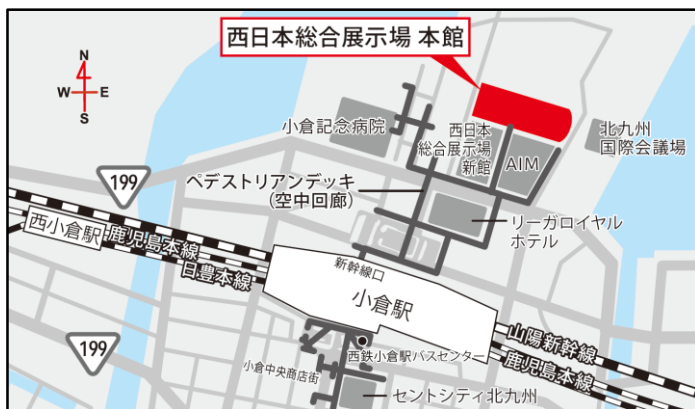 西日本総合展示場 本館
N
W E
S
小倉記念病院
西日本
総合展示場
新館
AIM
北九州
国際会議場
199
ペデストリアンデッキ
(空中回廊)
リーガロイヤル
ホテル
西小倉駅
鹿児島本線
日豊本線
新幹線口
小倉駅
山陽新幹線
鹿児島本線
199
西鉄小倉駅バスセンター
小倉中央商店街
セントシティ北九州